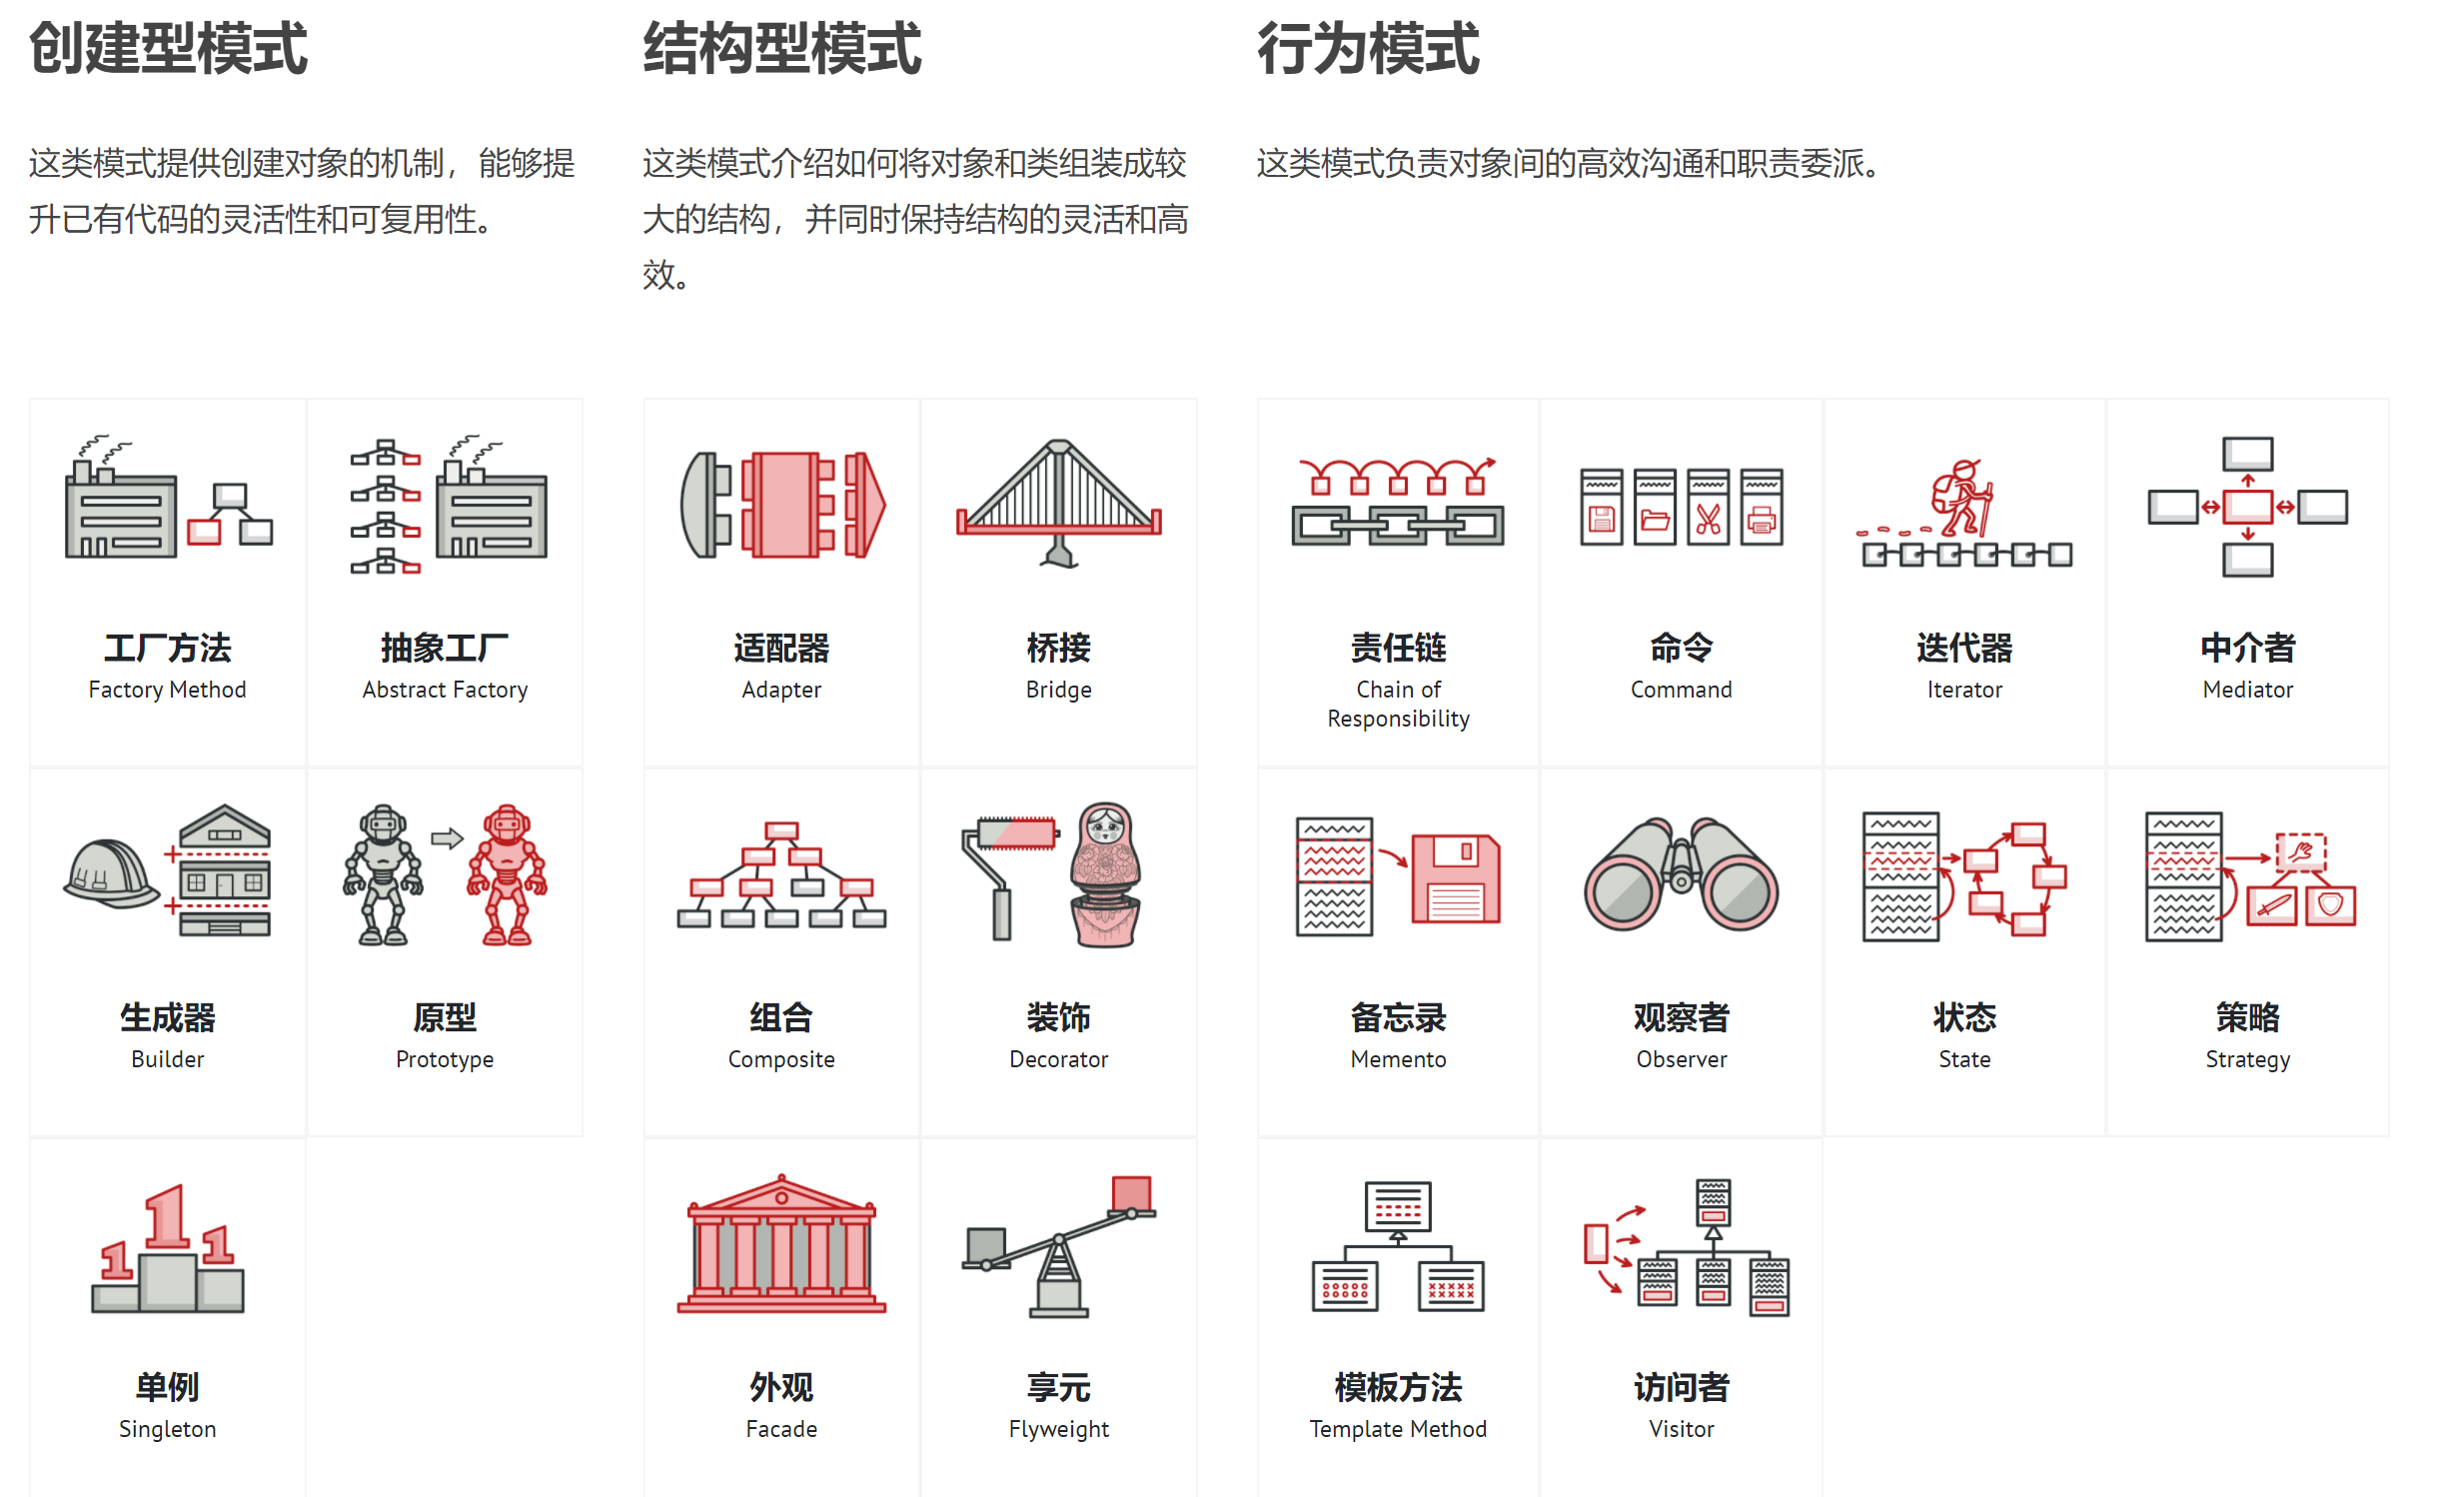 创建型模式
这类模式提供创建对象的机制，能够提
升已有代码的灵活性和可复用性。
工厂方法
Factory Method
抽象工厂
Abstract Factory
生成器
Builder
原型
Prototype
单例
Singleton
结构型模式
这类模式介绍如何将对象和类组装成较
大的结构，并同时保持结构的灵活和高
效。
适配器
Adapter
桥接
Bridge
组合
Composite
装饰
Decorator
外观
Facade
享元
Flyweight
行为模式
这类模式负责对象间的高效沟通和职责委派。
责任链
Chain of
Responsibility
命令
Command
迭代器
Iterator
中介者
Mediator
备忘录
Memento
观察者
Observer
状态
State
策略
Strategy
模板方法
Template Method
访问者
Visitor